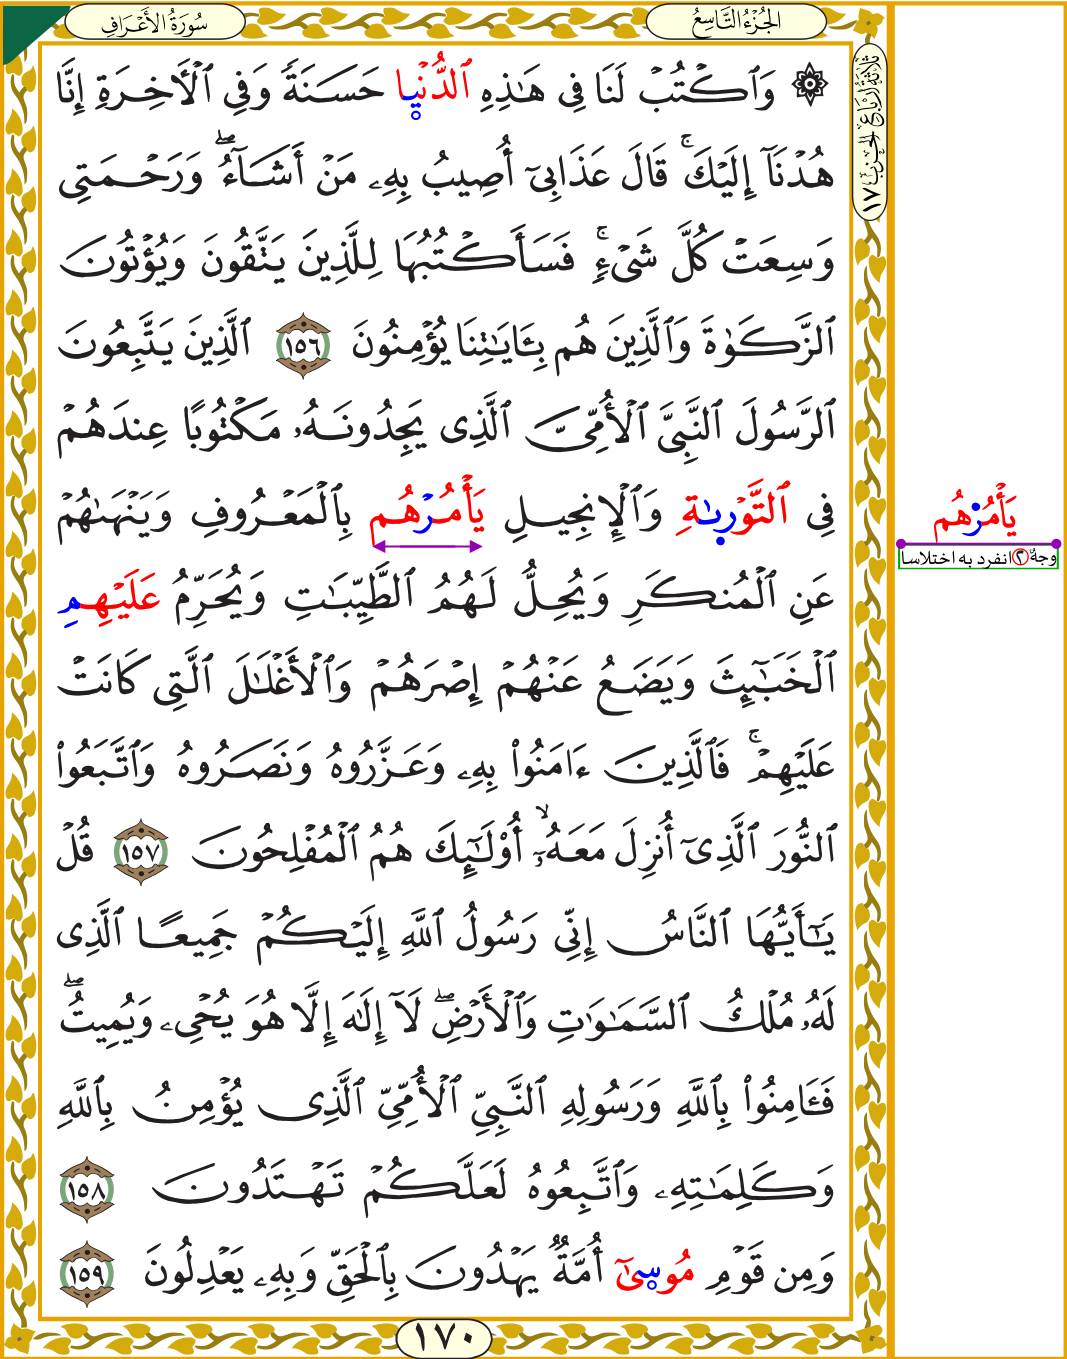 سُورَةُ الأَعْرَافِ
الجُزْءُ التَّاسِعُ
ثَلَاثَةُ أَرْبَاعِ الحِزْبِ ١٧
۞ وَٱكۡتُبۡ لَنَا فِي هَٰذِهِ ٱلدُّنۡيٜا حَسَنَةٗ وَفِي ٱلۡأٓخِرَةِ إِنَّا
هُدۡنَآ إِلَيۡكَۚ قَالَ عَذَابِيٓ أُصِيبُ بِهِۦ مَنۡ أَشَآءُۖ وَرَحۡمَتِي
وَسِعَتۡ كُلَّ شَيۡءٖۚ فَسَأَكۡتُبُهَا لِلَّذِينَ يَتَّقُونَ وَيُؤۡتُونَ
ٱلزَّكَوٰةَ وَٱلَّذِينَ هُم بِـَٔايَٰتِنَا يُؤۡمِنُونَ ١٥٦ ٱلَّذِينَ يَتَّبِعُونَ
ٱلرَّسُولَ ٱلنَّبِيَّ ٱلۡأُمِّيَّ ٱلَّذِي يَجِدُونَهُۥ مَكۡتُوبًا عِندَهُمۡ
فِي ٱلتَّوۡرٜىٰةِ وَٱلۡإِنجِيلِ يَأۡمُرۡهُم بِٱلۡمَعۡرُوفِ وَيَنۡهَىٰهُمۡ
عَنِ ٱلۡمُنكَرِ وَيُحِلُّ لَهُمُ ٱلطَّيِّبَٰتِ وَيُحَرِّمُ عَلَيۡهِمِ
ٱلۡخَبَٰٓئِثَ وَيَضَعُ عَنۡهُمۡ إِصۡرَهُمۡ وَٱلۡأَغۡلَٰلَ ٱلَّتِي كَانَتۡ
عَلَيۡهِمۡۚ فَٱلَّذِينَ ءَامَنُواْ بِهِۦ وَعَزَّرُوهُ وَنَصَرُوهُ وَٱتَّبَعُواْ
ٱلنُّورَ ٱلَّذِيٓ أُنزِلَ مَعَهُۥٓۙ أُوْلَٰٓئِكَ هُمُ ٱلۡمُفۡلِحُونَ ١٥٧ قُلۡ
يَٰٓأَيُّهَا ٱلنَّاسُ إِنِّي رَسُولُ ٱللَّهِ إِلَيۡكُمۡ جَمِيعًا ٱلَّذِي
لَهُۥ مُلۡكُ ٱلسَّمَٰوَٰتِ وَٱلۡأَرۡضِۖ لَآ إِلَٰهَ إِلَّا هُوَ يُحۡيِۦ وَيُمِيتُۖ
فَـَٔامِنُواْ بِٱللَّهِ وَرَسُولِهِ ٱلنَّبِيِّ ٱلۡأُمِّيِّ ٱلَّذِي يُؤۡمِنُ بِٱللَّهِ
وَكَلِمَٰتِهِۦ وَٱتَّبِعُوهُ لَعَلَّكُمۡ تَهۡتَدُونَ ١٥٨
وَمِن قَوۡمِ مُوسٜىٰٓ أُمَّةٞ يَهۡدُونَ بِٱلۡحَقِّ وَبِهِۦ يَعۡدِلُونَ ١٥٩
١٧٠
يَأۡمُرۡهُم
وجهٌ ٢ انفرد به اختلاسا